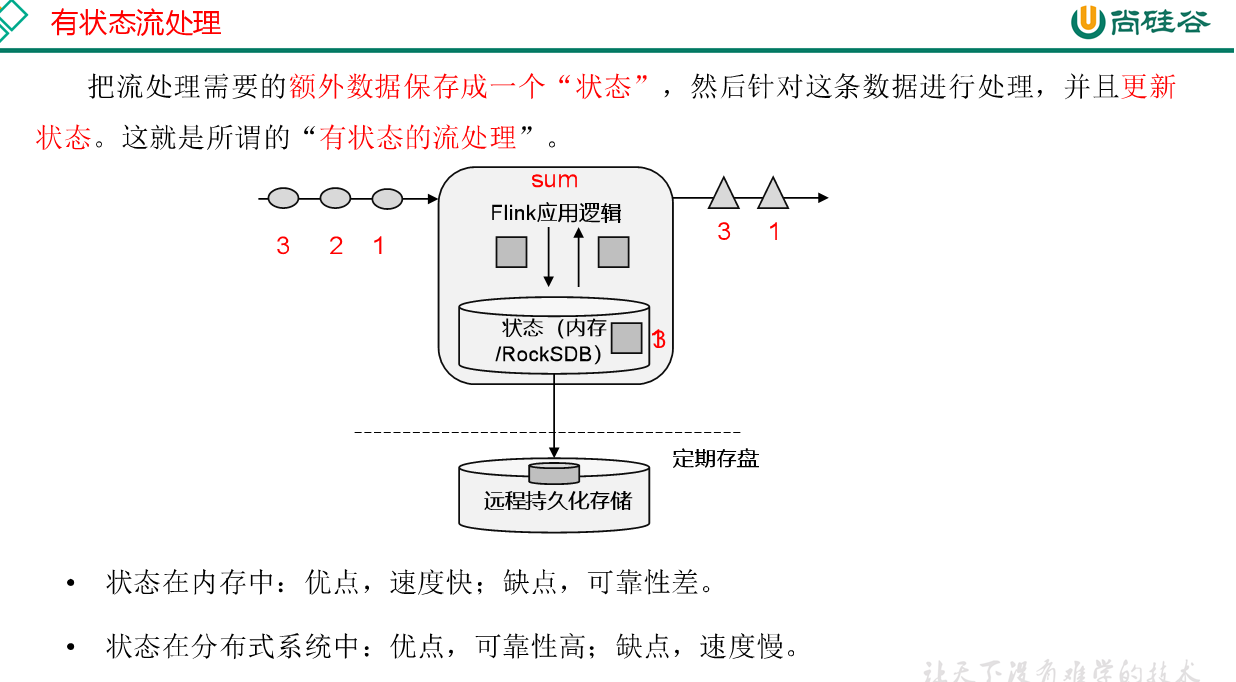 有状态流处理
尚硅谷
把流处理需要的额外数据保存成一个“状态”，然后针对这条数据进行处理，并且更新
状态。这就是所谓的“有状态的流处理”。
sum
Flink应用逻辑
3 2 1
3 1
状态（内存
/RockSDB）
定期存盘
远程持久化存储
• 状态在内存中：优点，速度快；缺点，可靠性差。
• 状态在分布式系统中：优点，可靠性高；缺点，速度慢。
让天下没有难学的技术